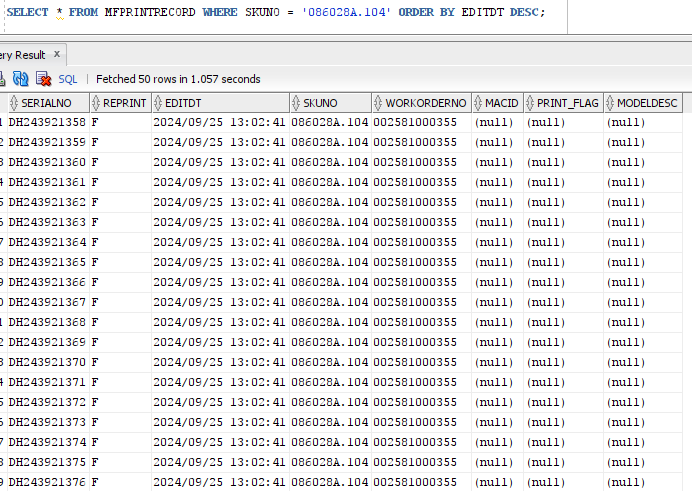 SELECT * FROM MFPRINTRECORD WHERE SKUNO = '086028A.104' ORDER BY EDITDT DESC;
ery Result x
SQL | Fetched 50 rows in 1.057 seconds
SERIALNO REPRINT EDITDT SKUNO WORKORDERNO MACID PRINT_FLAG MODELDESC
1 DH243921358 F 2024/09/25 13:02:41 086028A.104 002581000355 (null) (null) (null)
2 DH243921359 F 2024/09/25 13:02:41 086028A.104 002581000355 (null) (null) (null)
3 DH243921360 F 2024/09/25 13:02:41 086028A.104 002581000355 (null) (null) (null)
4 DH243921361 F 2024/09/25 13:02:41 086028A.104 002581000355 (null) (null) (null)
5 DH243921362 F 2024/09/25 13:02:41 086028A.104 002581000355 (null) (null) (null)
6 DH243921363 F 2024/09/25 13:02:41 086028A.104 002581000355 (null) (null) (null)
7 DH243921364 F 2024/09/25 13:02:41 086028A.104 002581000355 (null) (null) (null)
8 DH243921365 F 2024/09/25 13:02:41 086028A.104 002581000355 (null) (null) (null)
9 DH243921366 F 2024/09/25 13:02:41 086028A.104 002581000355 (null) (null) (null)
0 DH243921367 F 2024/09/25 13:02:41 086028A.104 002581000355 (null) (null) (null)
1 DH243921368 F 2024/09/25 13:02:41 086028A.104 002581000355 (null) (null) (null)
2 DH243921369 F 2024/09/25 13:02:41 086028A.104 002581000355 (null) (null) (null)
3 DH243921370 F 2024/09/25 13:02:41 086028A.104 002581000355 (null) (null) (null)
4 DH243921371 F 2024/09/25 13:02:41 086028A.104 002581000355 (null) (null) (null)
5 DH243921372 F 2024/09/25 13:02:41 086028A.104 002581000355 (null) (null) (null)
6 DH243921373 F 2024/09/25 13:02:41 086028A.104 002581000355 (null) (null) (null)
7 DH243921374 F 2024/09/25 13:02:41 086028A.104 002581000355 (null) (null) (null)
8 DH243921375 F 2024/09/25 13:02:41 086028A.104 002581000355 (null) (null) (null)
9 DH243921376 F 2024/09/25 13:02:41 086028A.104 002581000355 (null) (null) (null)